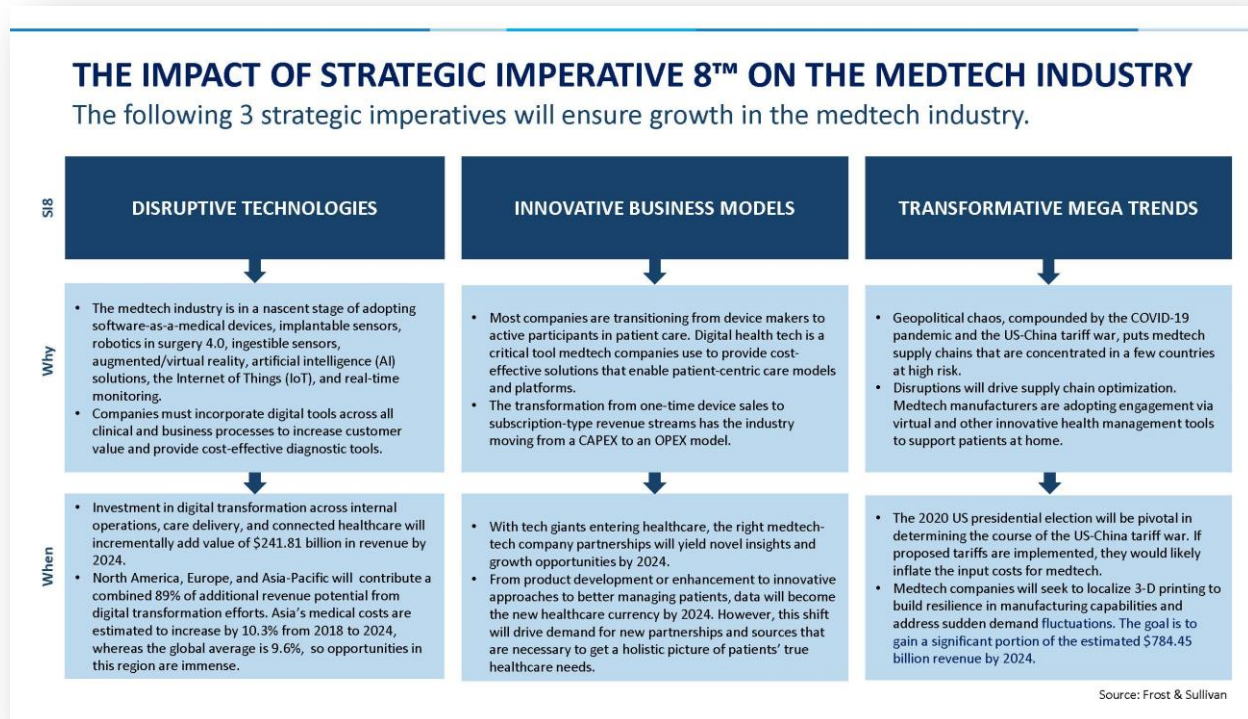 THE IMPACT OF STRATEGIC IMPERATIVE 8™ ON THE MEDTECH INDUSTRY
The following 3 strategic imperatives will ensure growth in the medtech industry.
SI8
DISRUPTIVE TECHNOLOGIES
INNOVATIVE BUSINESS MODELS
TRANSFORMATIVE MEGA TRENDS
Why
• The medtech industry is in a nascent stage of adopting
software-as-a-medical devices, implantable sensors,
robotics in surgery 4.0, ingestible sensors,
augmented/virtual reality, artificial intelligence (AI)
solutions, the Internet of Things (IoT), and real-time
monitoring.
• Companies must incorporate digital tools across all
clinical and business processes to increase customer
value and provide cost-effective diagnostic tools.
• Most companies are transitioning from device makers to
active participants in patient care. Digital health tech is a
critical tool medtech companies use to provide cost-
effective solutions that enable patient-centric care models
and platforms.
• The transformation from one-time device sales to
subscription-type revenue streams has the industry
moving from a CAPEX to an OPEX model.
• Geopolitical chaos, compounded by the COVID-19
pandemic and the US-China tariff war, puts medtech
supply chains that are concentrated in a few countries
at high risk.
• Disruptions will drive supply chain optimization.
Medtech manufacturers are adopting engagement via
virtual and other innovative health management tools
to support patients at home.
When
• Investment in digital transformation across internal
operations, care delivery, and connected healthcare will
incrementally add value of $241.81 billion in revenue by
2024.
• North America, Europe, and Asia-Pacific will contribute a
combined 89% of additional revenue potential from
digital transformation efforts. Asia's medical costs are
estimated to increase by 10.3% from 2018 to 2024,
whereas the global average is 9.6%, so opportunities in
this region are immense.
• With tech giants entering healthcare, the right medtech-
tech company partnerships will yield novel insights and
growth opportunities by 2024.
• From product development or enhancement to innovative
approaches to better managing patients, data will become
the new healthcare currency by 2024. However, this shift
will drive demand for new partnerships and sources that
are necessary to get a holistic picture of patients' true
healthcare needs.
• The 2020 US presidential election will be pivotal in
determining the course of the US-China tariff war. If
proposed tariffs are implemented, they would likely
inflate the input costs for medtech.
• Medtech companies will seek to localize 3-D printing to
build resilience in manufacturing capabilities and
address sudden demand fluctuations. The goal is to
gain a significant portion of the estimated $784.45
billion revenue by 2024.
Source: Frost & Sullivan